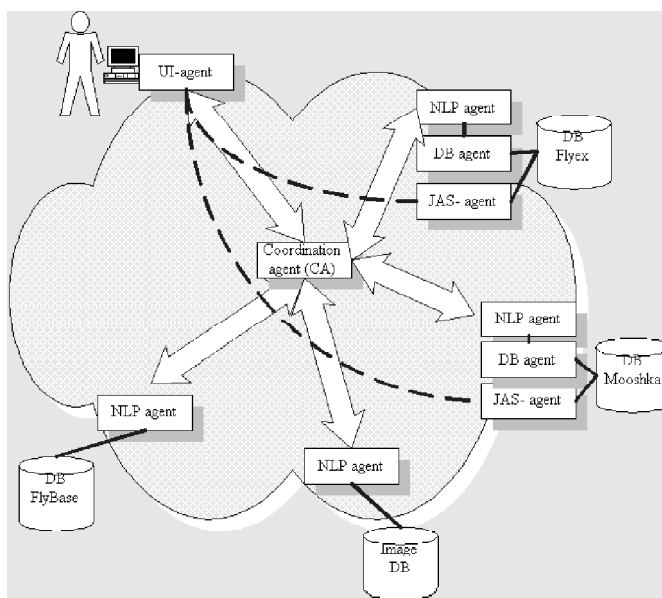 UI-agent
NLP agent
DB agent
JAS- agent
DB
Flyex
Coordination
agent (CA)
NLP agent
DB agent
JAS- agent
DB
Mooshka
NLP agent
DB
FlyBase
NLP agent
Image
DB